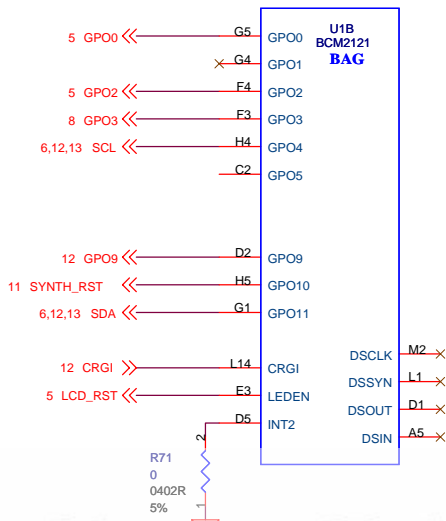 U1B
BCM2121
BAG
5 GPO0 G5 GPO0
G4 GPO1
5 GPO2 F4 GPO2
8 GPO3 F3 GPO3
6,12,13 SCL H4 GPO4
C2 GPO5
12 GPO9 D2 GPO9
11 SYNTH_RST H5 GPO10
6,12,13 SDA G1 GPO11
DSCLK M2
12 CRGI L14 CRGI
DSSYN L1
5 LCD_RST E3 LEDEN
DSOUT D1
D5 INT2
DSIN A5
2
R71
0
0402R
5%
1